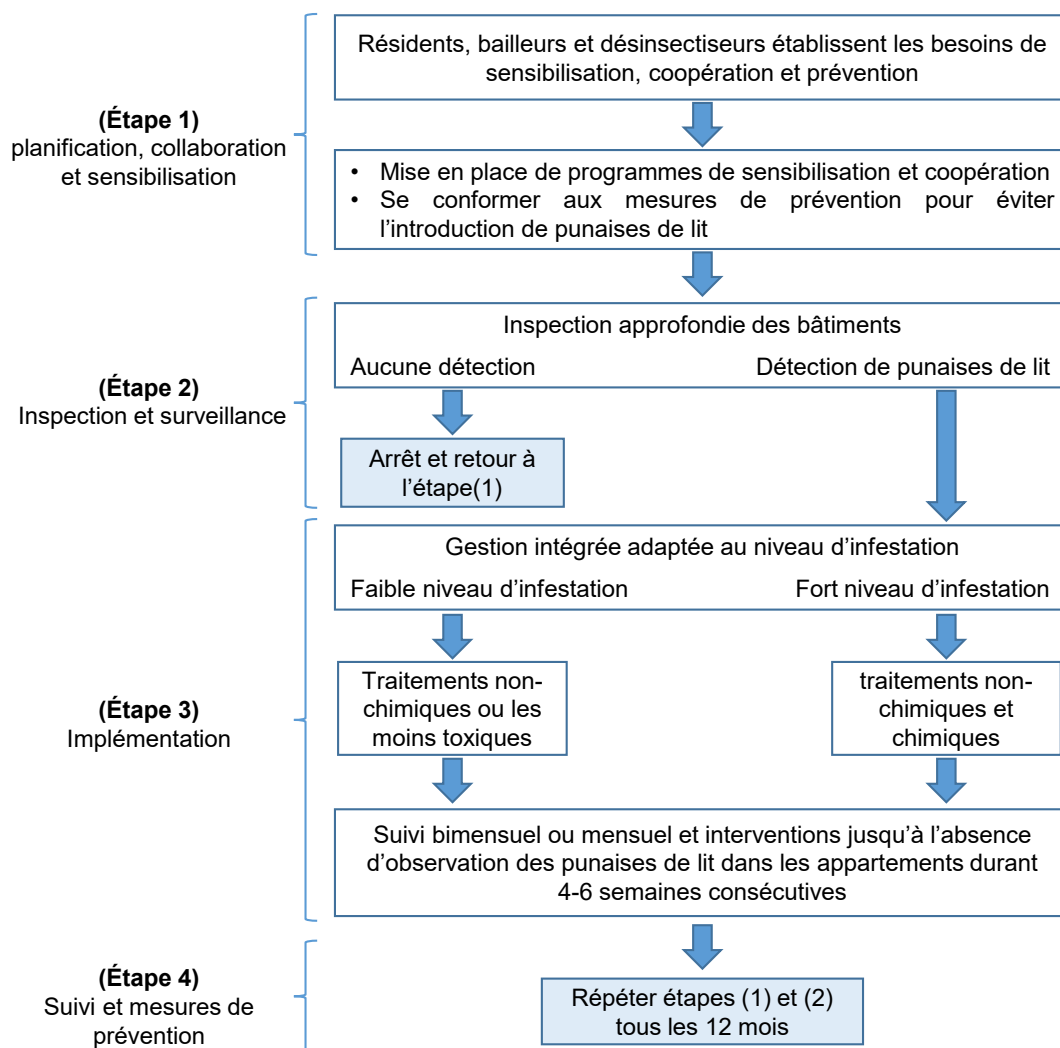 Résidents, bailleurs et désinsectiseurs établissent les besoins de
sensibilisation, coopération et prévention
(Étape 1)
planification, collaboration
et sensibilisation
• Mise en place de programmes de sensibilisation et coopération
• Se conformer aux mesures de prévention pour éviter
l’introduction de punaises de lit
Inspection approfondie des bâtiments
Aucune détection
Détection de punaises de lit
(Étape 2)
Inspection et surveillance
Arrêt et retour à
l’étape(1)
Gestion intégrée adaptée au niveau d’infestation
Faible niveau d’infestation
Fort niveau d’infestation
(Étape 3)
Implémentation
Traitements non-
chimiques ou les
moins toxiques
traitements non-
chimiques et
chimiques
Suivi bimensuel ou mensuel et interventions jusqu’à l’absence
d’observation des punaises de lit dans les appartements durant
4-6 semaines consécutives
(Étape 4)
Suivi et mesures de
prévention
Répéter étapes (1) et (2)
tous les 12 mois